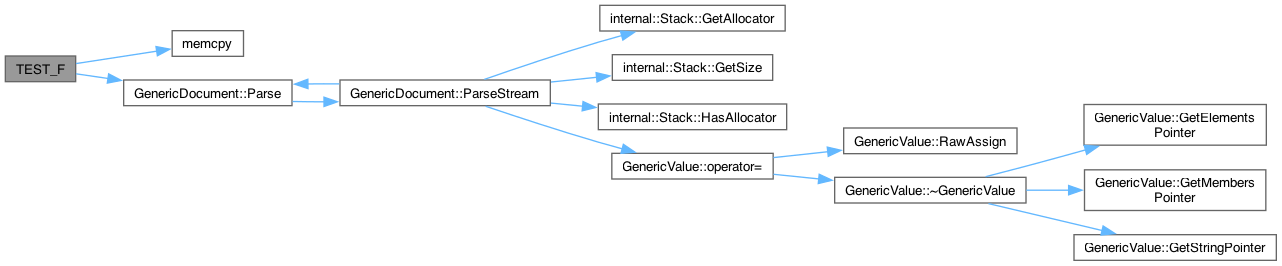 TEST_F
memcpy
GenericDocument::Parse
GenericDocument::ParseStream
internal::Stack::GetAllocator
internal::Stack::GetSize
internal::Stack::HasAllocator
GenericValue::operator=
GenericValue::RawAssign
GenericValue::~GenericValue
GenericValue::GetElements
Pointer
GenericValue::GetMembers
Pointer
GenericValue::GetStringPointer